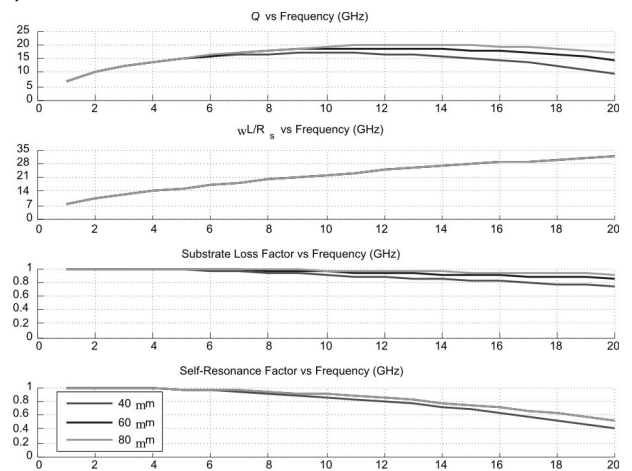 Q vs Frequency (GHz)
25
20
15
10
5
0
0 2 4 6 8 10 12 14 16 18 20
wL/R s vs Frequency (GHz)
35
28
21
14
7
0
0 2 4 6 8 10 12 14 16 18 20
Substrate Loss Factor vs Frequency (GHz)
1
0.8
0.6
0.4
0.2
0
0 2 4 6 8 10 12 14 16 18 20
Self-Resonance Factor vs Frequency (GHz)
1
0.8
0.6
0.4
0.2
0
40 mm
60 mm
80 mm
0 2 4 6 8 10 12 14 16 18 20